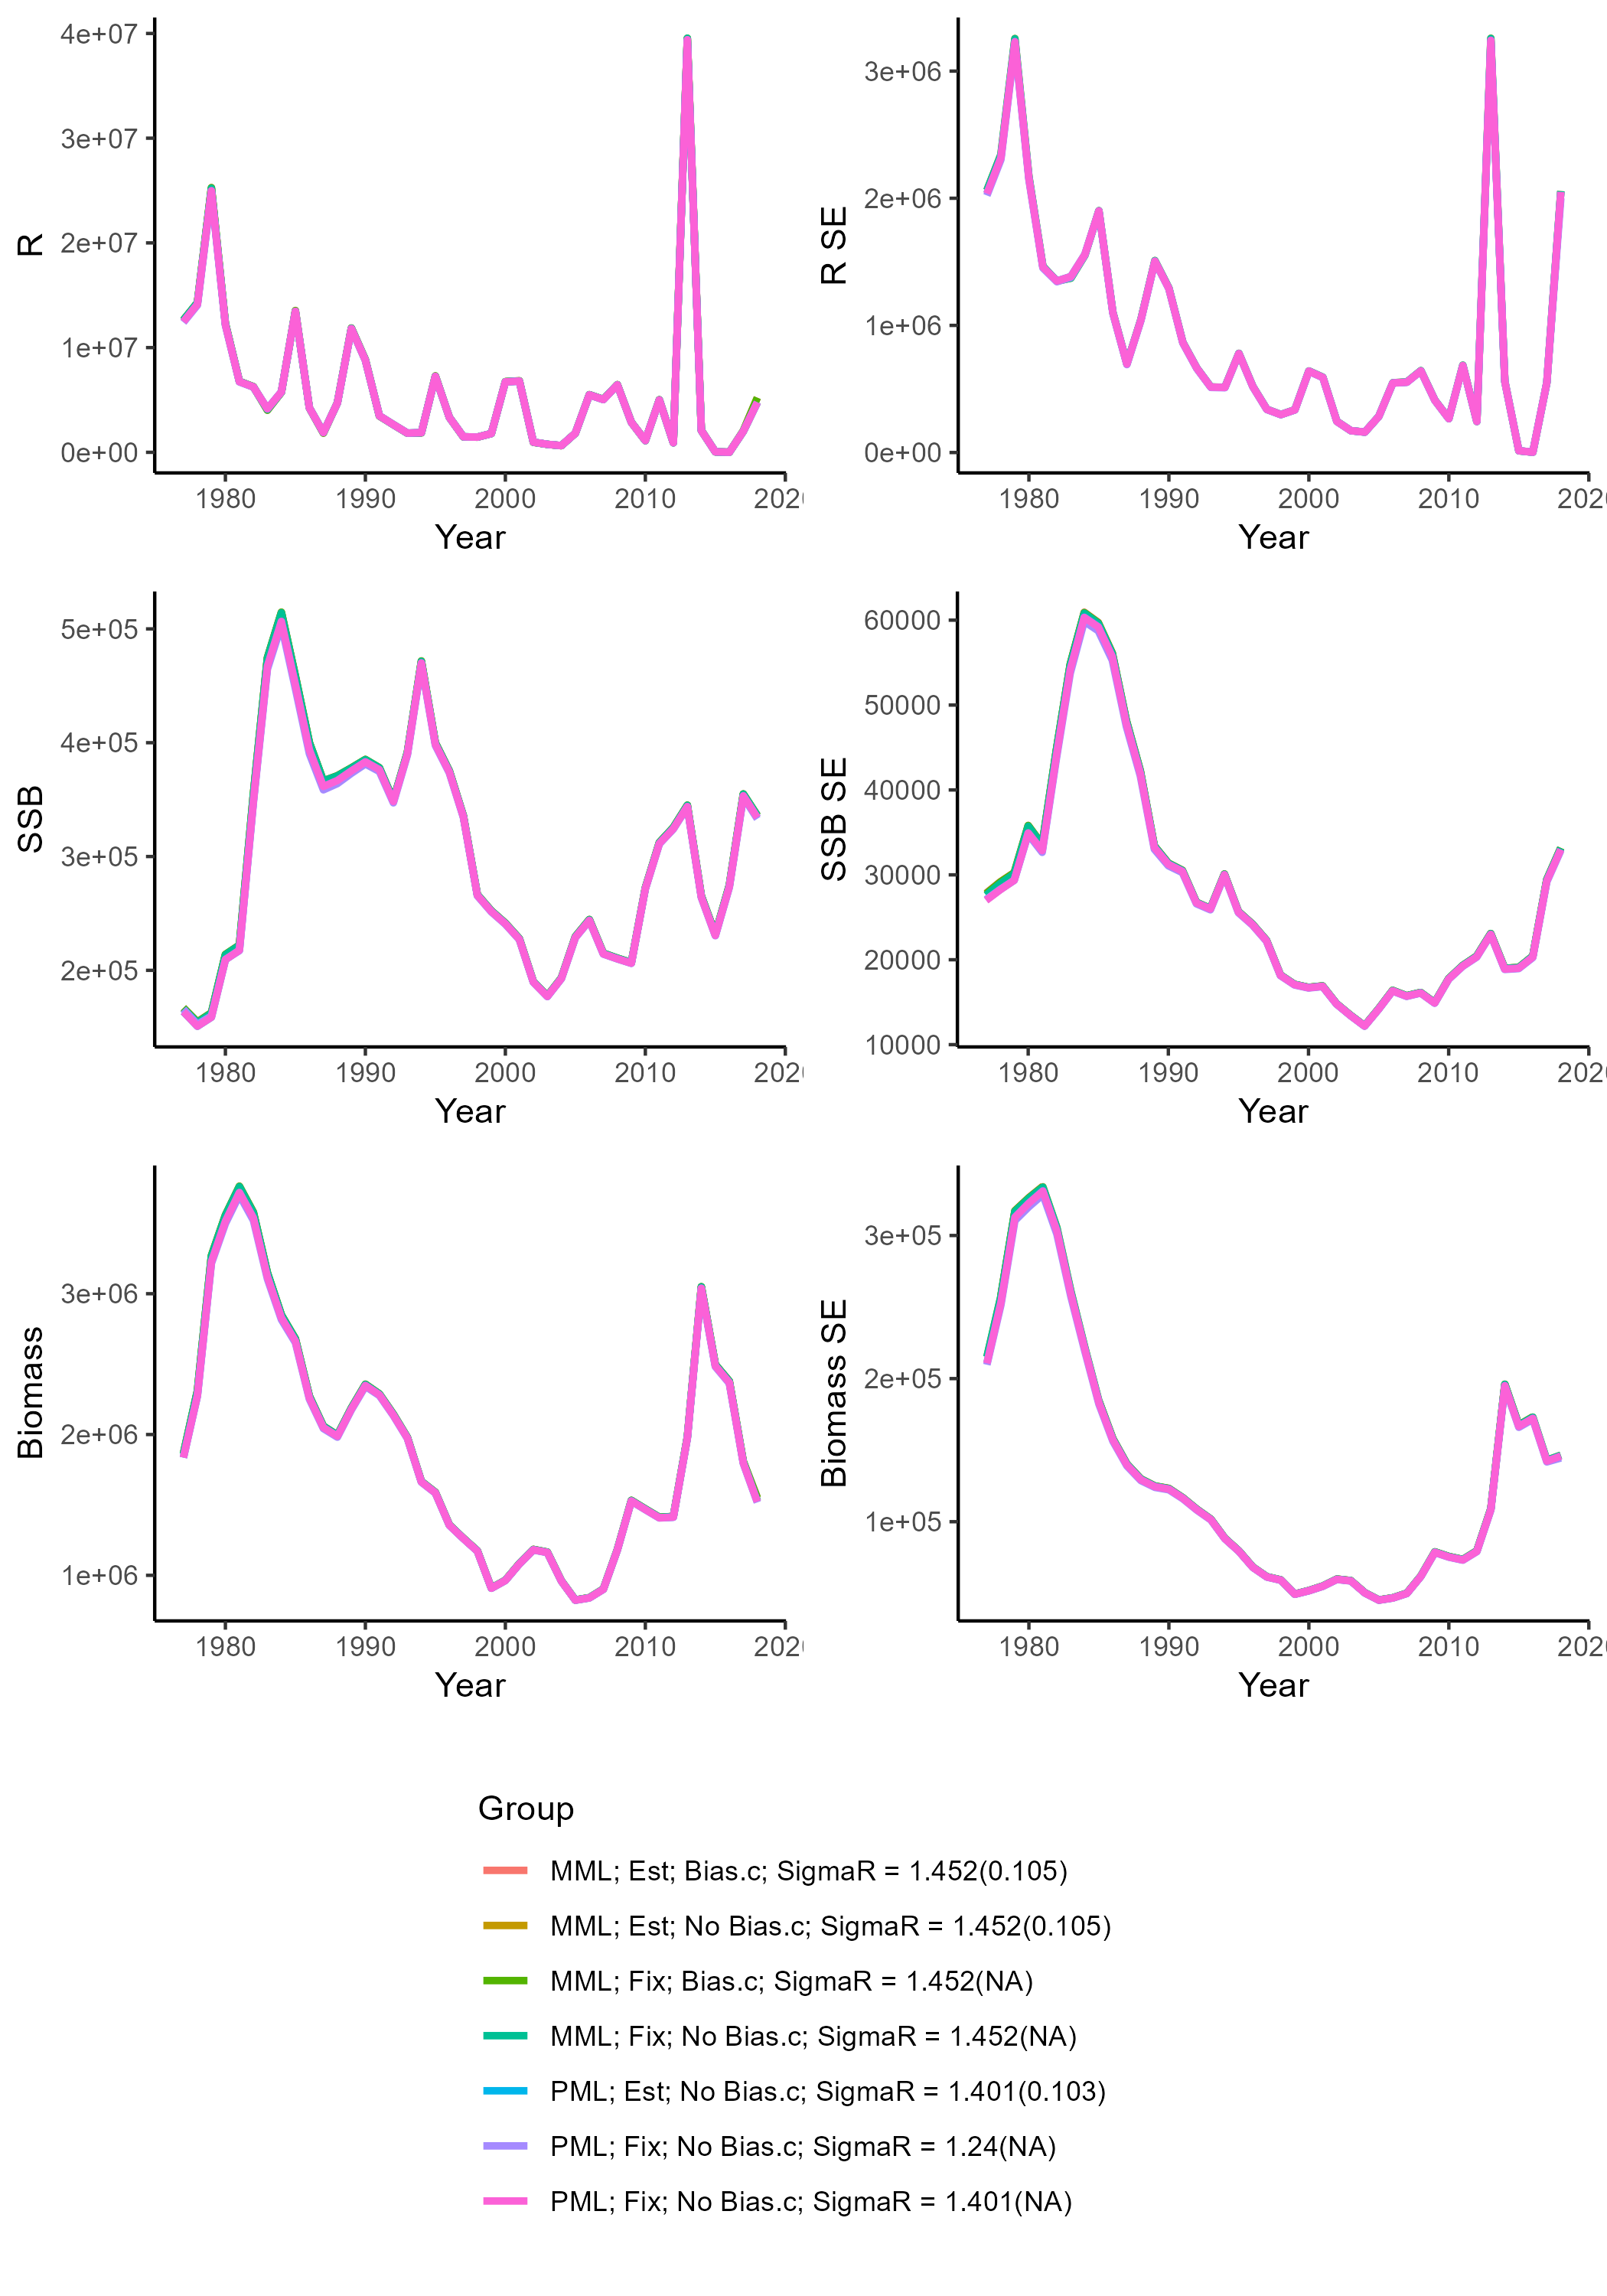 4e+07
3e+07
2e+07
1e+07
0e+00
R
1980 1990 2000 2010 202
Year
3e+06
2e+06
1e+06
0e+00
R SE
1980 1990 2000 2010 202
Year
5e+05
4e+05
3e+05
2e+05
SSB
1980 1990 2000 2010 202
Year
60000
50000
40000
30000
20000
10000
SSB SE
1980 1990 2000 2010 202
Year
3e+06
2e+06
1e+06
Biomass
1980 1990 2000 2010 202
Year
3e+05
2e+05
1e+05
Biomass SE
1980 1990 2000 2010 202
Year
Group
MML; Est; Bias.c; SigmaR = 1.452(0.105)
MML; Est; No Bias.c; SigmaR = 1.452(0.105)
MML; Fix; Bias.c; SigmaR = 1.452(NA)
MML; Fix; No Bias.c; SigmaR = 1.452(NA)
PML; Est; No Bias.c; SigmaR = 1.401(0.103)
PML; Fix; No Bias.c; SigmaR = 1.24(NA)
PML; Fix; No Bias.c; SigmaR = 1.401(NA)